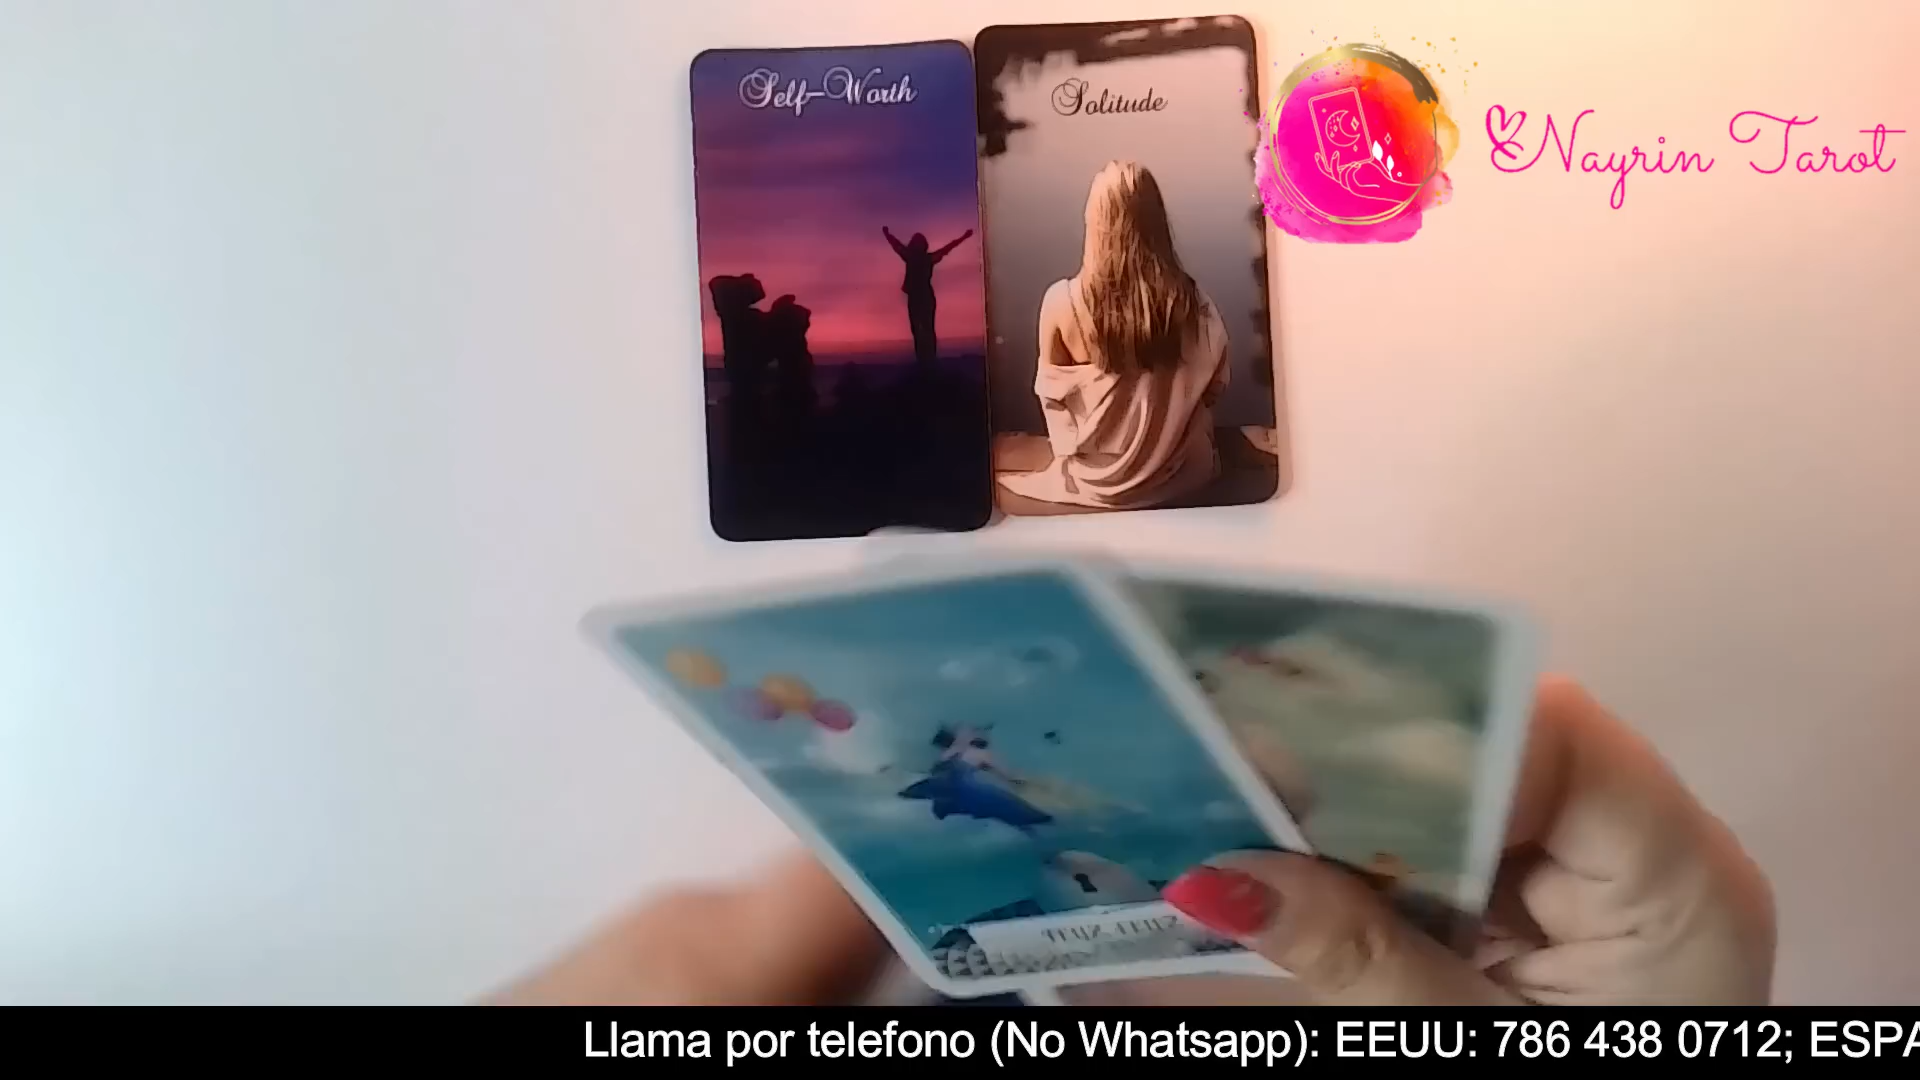 Self-Worth
Solitude
Nayrin Tarot
Llama por telefono (No Whatsapp): EEUU: 786 438 0712; ESPA